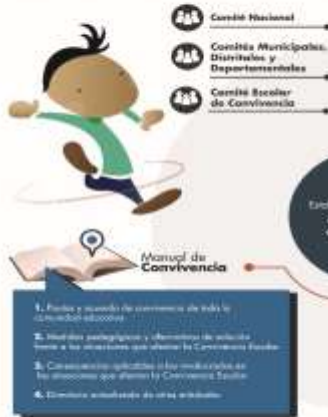 Comité Nacional
Comités Municipales,
Distritales y
Departamentales
Comité Escolar
de Convivencia
Manual de
Convivencia
1. Pactos y acuerdo de convivencia de toda la
comunidad educativa
2. Medidas pedagógicas y alternativas de solución
frente a las situaciones que afectan la Convivencia Escolar
3. Consecuencias aplicables a los involucrados en
las situaciones que afectan la Convivencia Escolar
4. Directorio actualizado de otras entidades